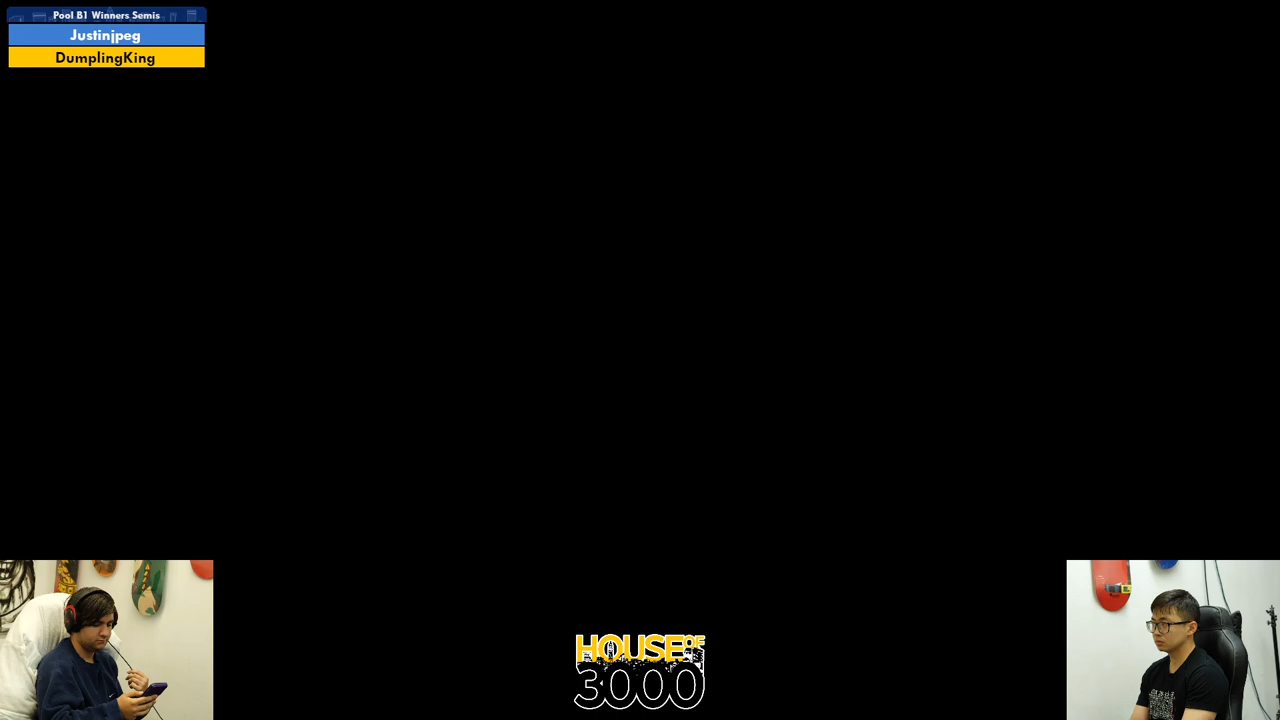 Pool B1 Winners Semis
Justinjpeg
DumplingKing
HOUSE OF
3000